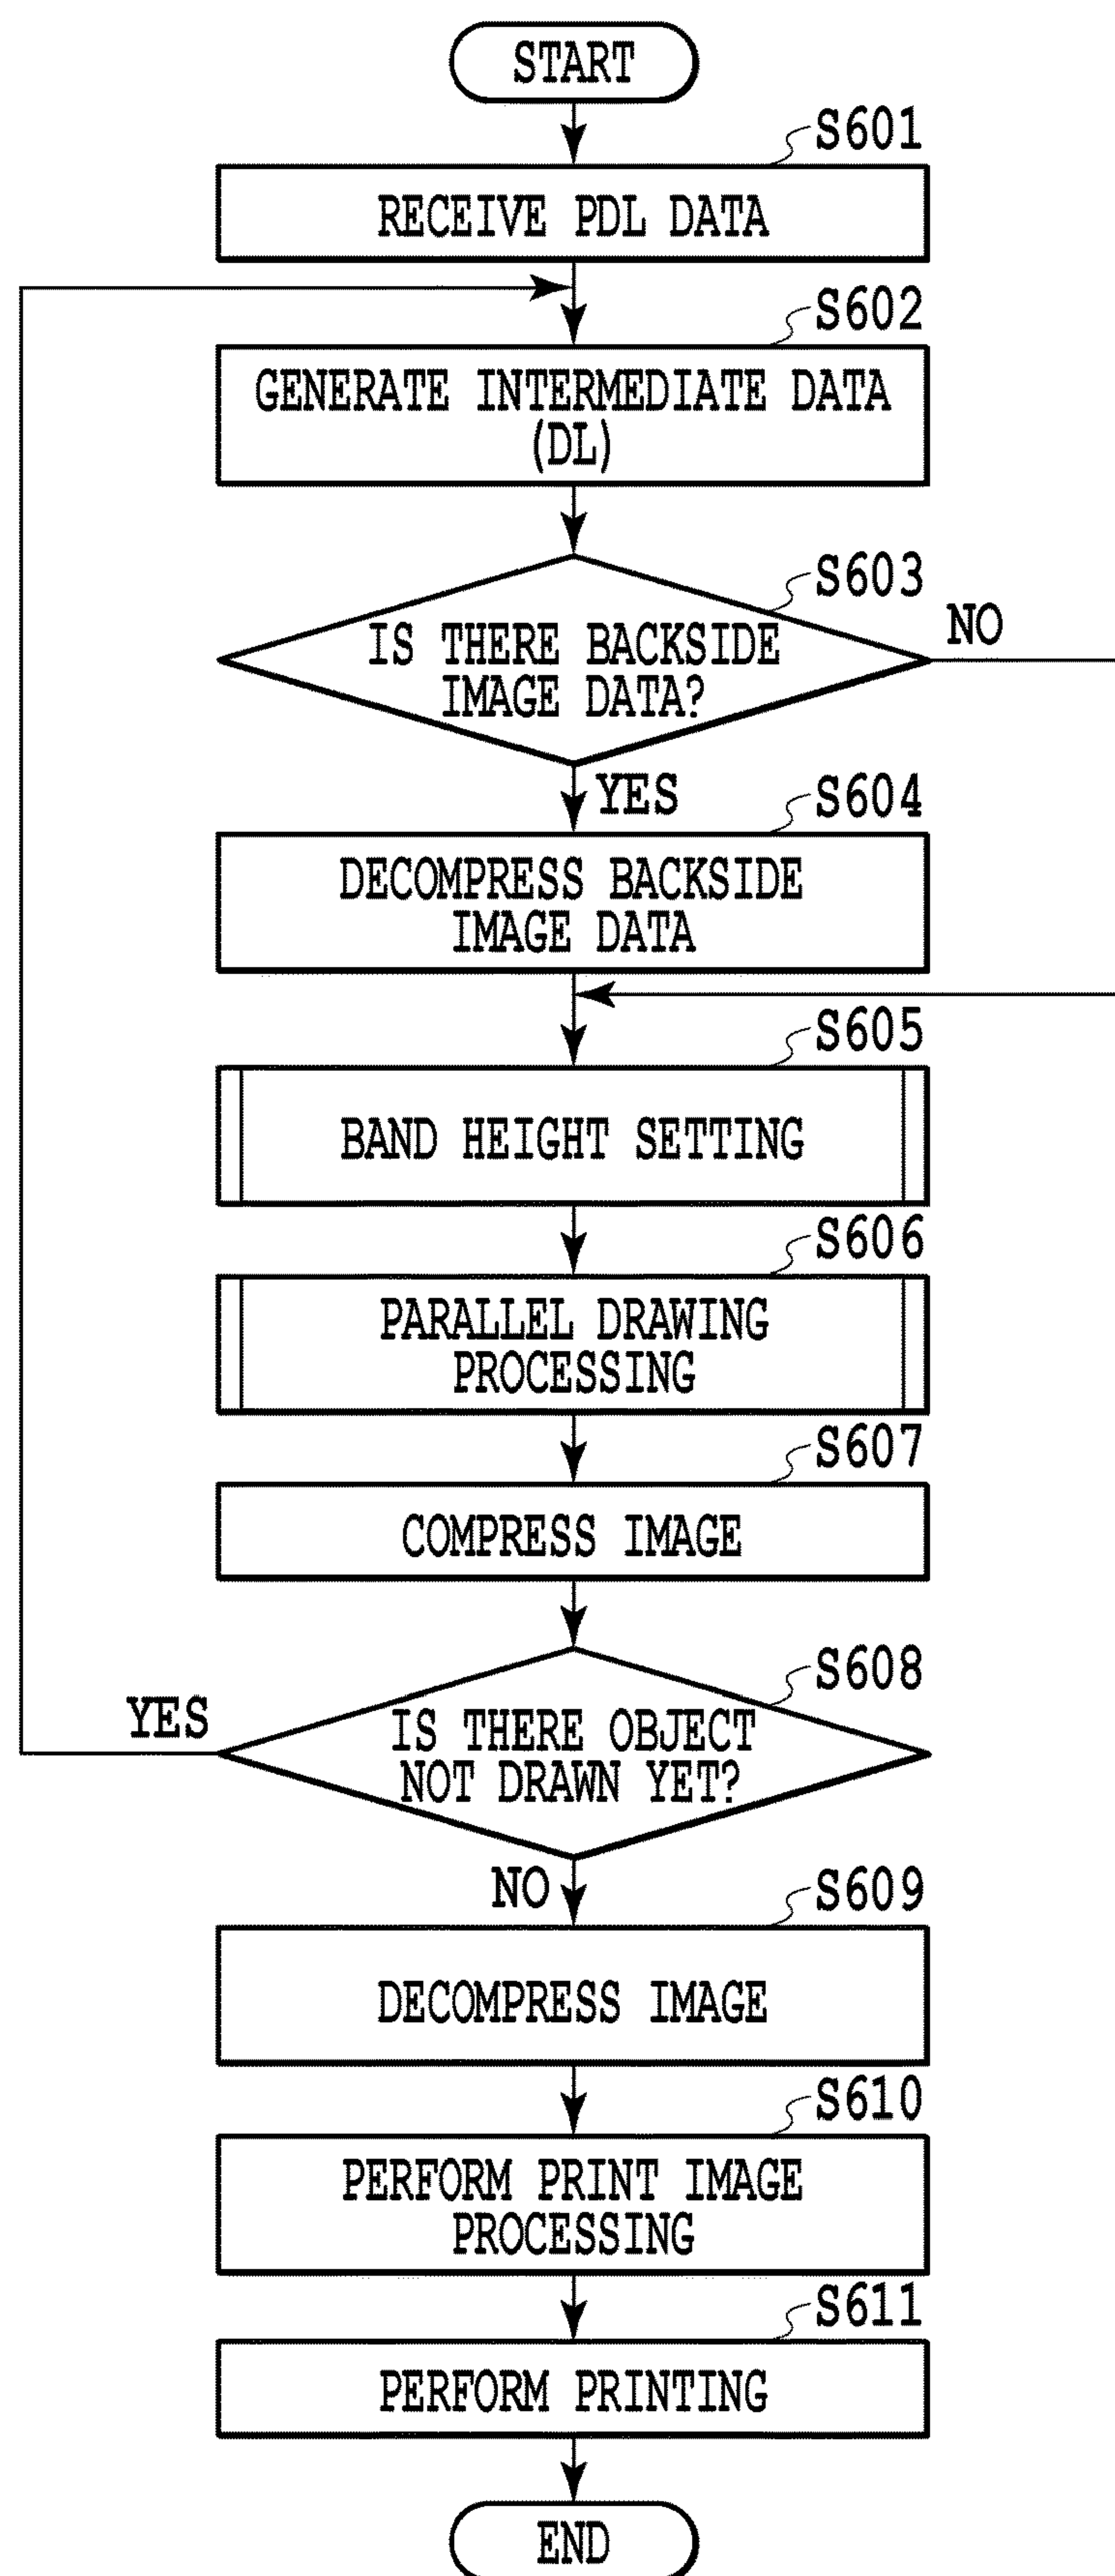 START
S601
RECEIVE PDL DATA
S602
GENERATE INTERMEDIATE DATA
(DL)
S603
IS THERE BACKSIDE
IMAGE DATA?
NO
YES
S604
DECOMPRESS BACKSIDE
IMAGE DATA
S605
BAND HEIGHT SETTING
S606
PARALLEL DRAWING
PROCESSING
S607
COMPRESS IMAGE
S608
YES
IS THERE OBJECT
NOT DRAWN YET?
NO
S609
DECOMPRESS IMAGE
S610
PERFORM PRINT IMAGE
PROCESSING
S611
PERFORM PRINTING
END